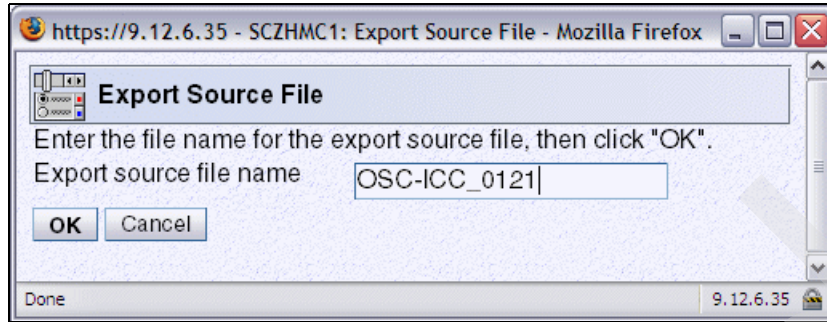 https://9.12.6.35 - SCZHMC1: Export Source File - Mozilla Firefox
Export Source File
Enter the file name for the export source file, then click "OK".
Export source file name OSC-ICC_0121
OK Cancel
Done 9.12.6.35